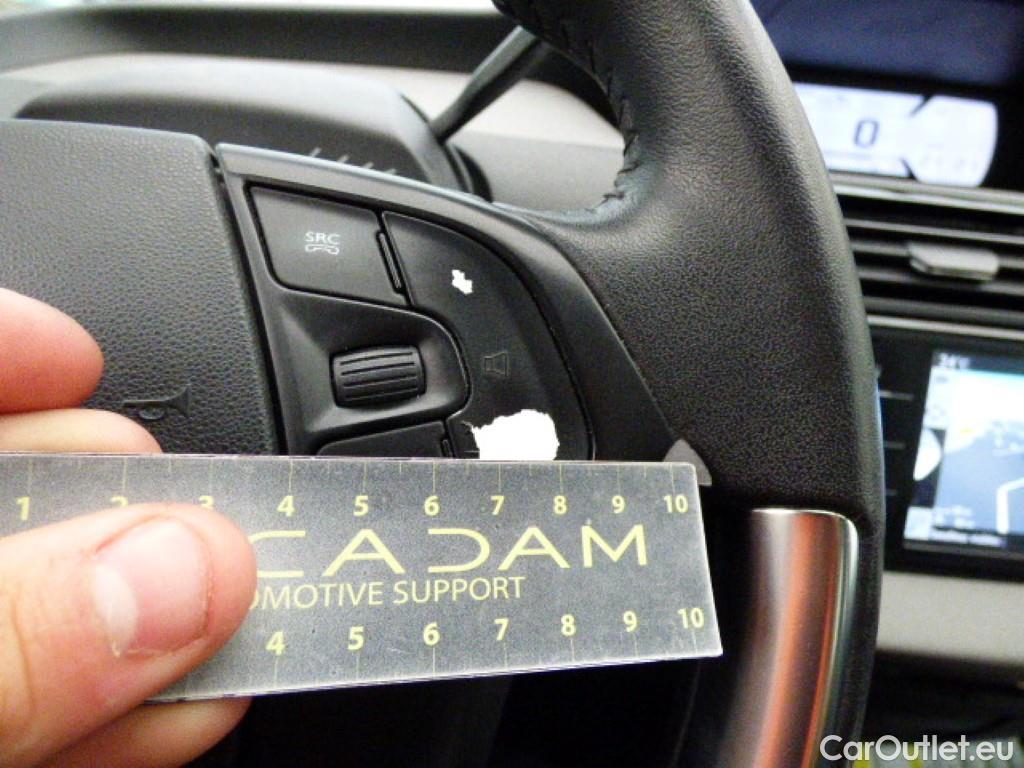 0
SRC
1 2 3 4 5 6 7 8 9 10
CADAM
OMOTIVE SUPPORT
4 5 6 7 8 9 10
CarOutlet.eu